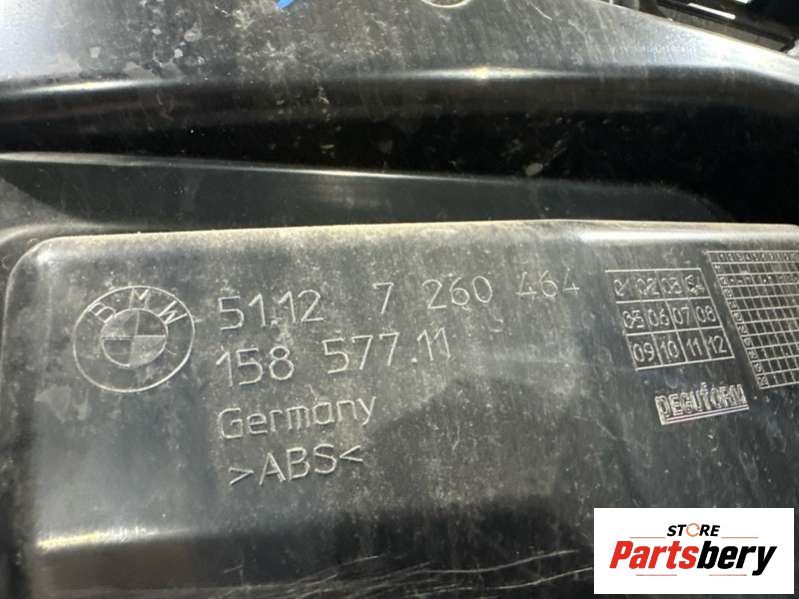 BMW
51.12 7 260 464
158 577.11
Germany
>ABS<
01 02 03 04
05 06 07 08
09 10 11 12
STORE
Partsbery